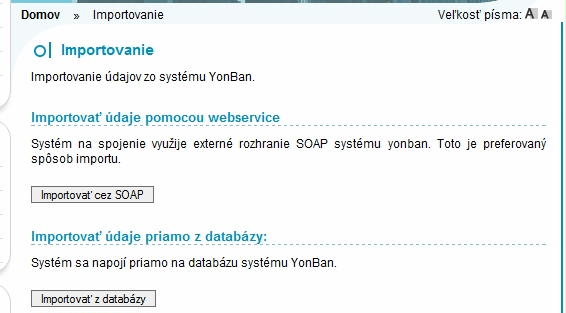 Domov » Importovanie Veľkosť písma: A A
Importovanie
Importovanie údajov zo systému YonBan.
Importovať údaje pomocou webservice
Systém na spojenie využije externé rozhranie SOAP systému yonban. Toto je preferovaný
spôsob importu.
Importovať cez SOAP
Importovať údaje priamo z databázy:
Systém sa napojí priamo na databázu systému YonBan.
Importovať z databázy